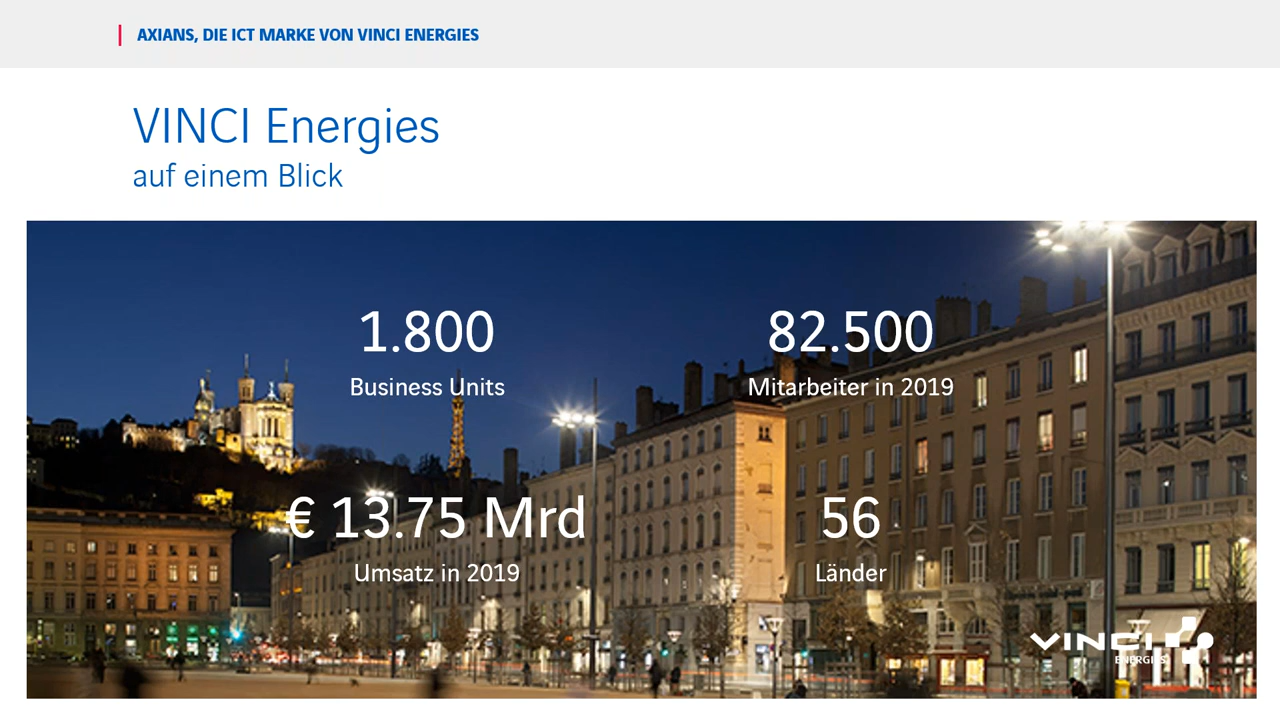 AXIANS, DIE ICT MARKE VON VINCI ENERGIES
VINCI Energies
auf einem Blick
1.800
Business Units
82.500
Mitarbeiter in 2019
€ 13.75 Mrd
Umsatz in 2019
56
Länder
VINCI
ENERGIES